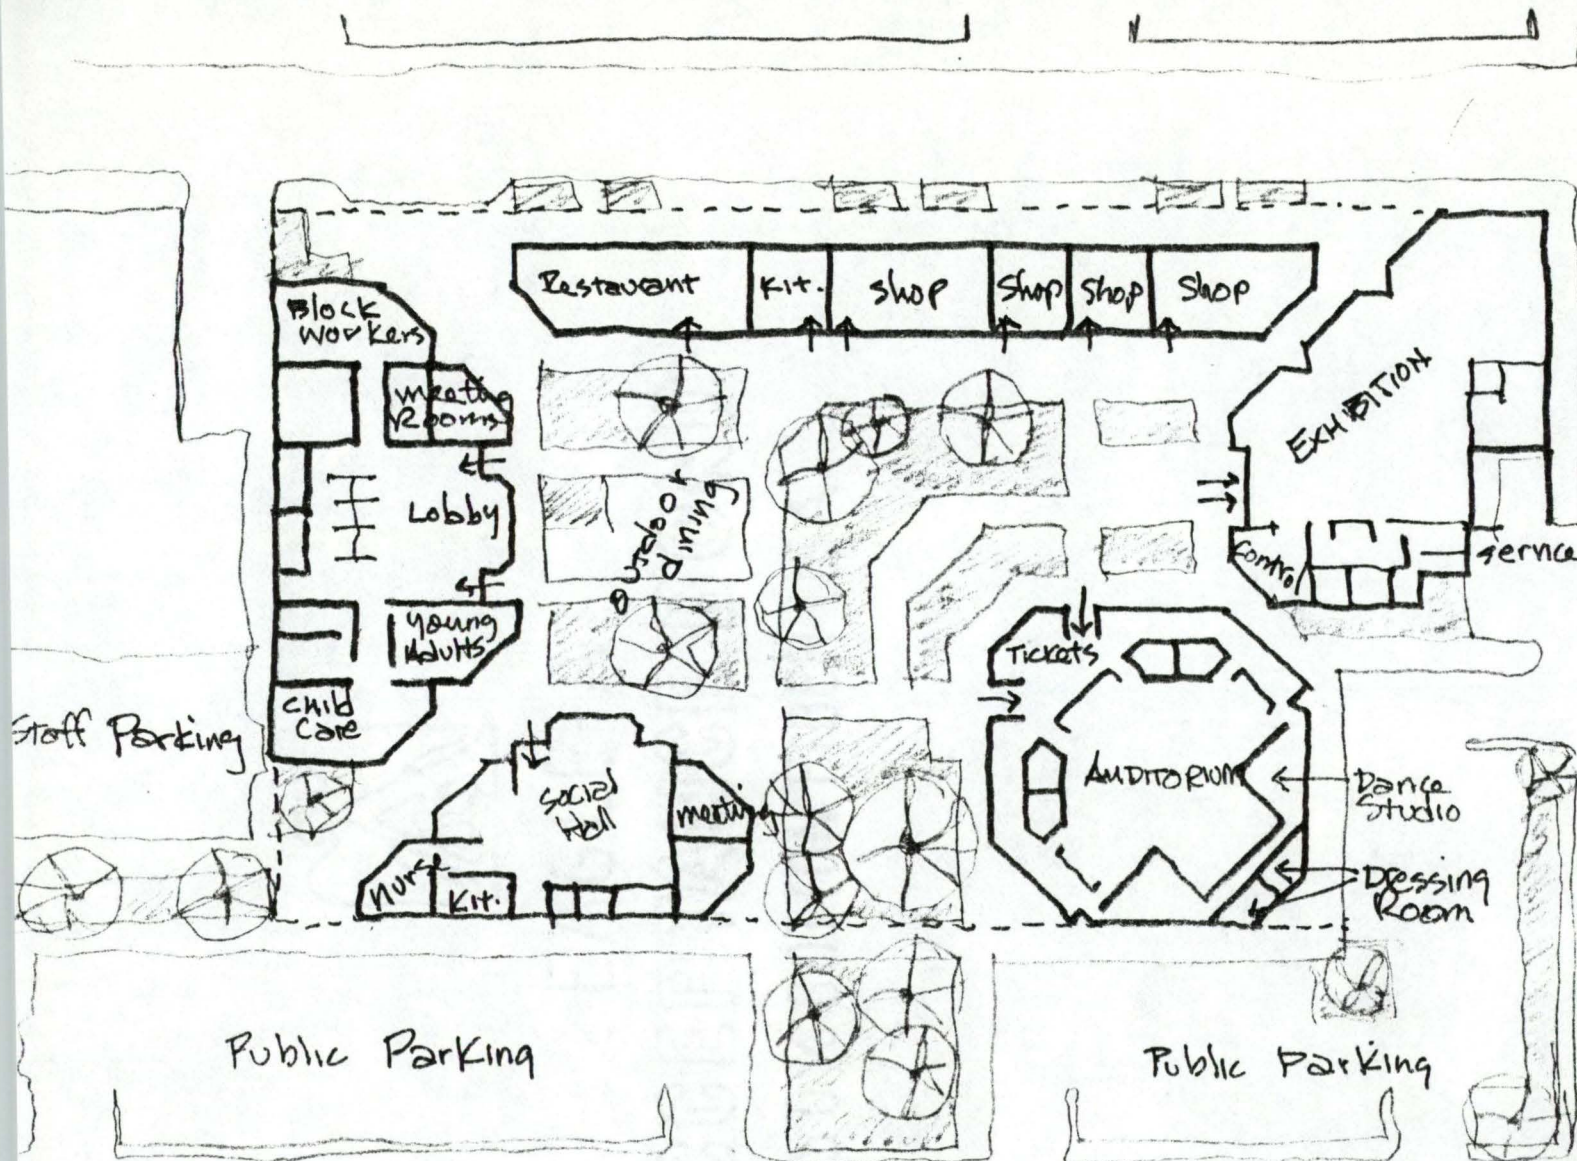 Restaurant
Kit.
Shop
Shop
Shop
Shop
Block
Workers
Meeting
Rooms
EXHIBITION
Lobby
Outdoor
Dining
Control
Service
Young
Adults
Tickets
Child
Care
Staff Parking
Social
Hall
Meeting
AUDITORIUM
Dance
Studio
Nurse
Kit.
Dressing
Room
Public Parking
Public Parking